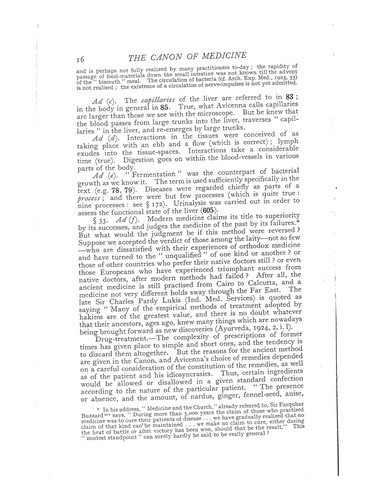 16
THE CANON OF MEDICINE
and is perhaps not fully realized by many practitioners to-day; the rapidity of
passage of food-materials down the small intestine was not known till the advent
of the " bismuth " meal. The circulation of bacteria (cf. Arch. Exp. Med., 1925, 33)
is not realised; the existence of a circulation of nerve-impulses is not yet admitted.
Ad (c). The capillaries of the liver are referred to in 83;
in the body in general in 85. True, what Avicenna calls capillaries
are larger than those we see with the microscope. But he knew that
the blood passes from large trunks into the liver, traverses " capil-
laries " in the liver, and re-emerges by large trunks.
Ad (d). Interactions in the tissues were conceived of as
taking place with an ebb and a flow (which is correct); lymph
exudes into the tissue-spaces. Interactions take a considerable
time (true). Digestion goes on within the blood-vessels in various
parts of the body.
Ad (e). " Fermentation " was the counterpart of bacterial
growth as we know it. The term is used sufficiently specifically in the
text (e.g. 78, 79). Diseases were regarded chiefly as parts of a
process; and there were but few processes (which is quite true:
nine processes: see § 172). Urinalysis was carried out in order to
assess the functional state of the liver (605).
§ 33. Ad (f). Modern medicine claims its title to superiority
by its successes, and judges the medicine of the past by its failures.*
But what would the judgment be if this method were reversed?
Suppose we accepted the verdict of those among the laity—not so few
—who are dissatisfied with their experiences of orthodox medicine
and have turned to the " unqualified " of one kind or another? or
those of other countries who prefer their native doctors still? or even
those Europeans who have experienced triumphant success from
native doctors, after modern methods had failed? After all, the
ancient medicine is still practised from Cairo to Calcutta, and a
medicine not very different holds sway through the Far East. The
late Sir Charles Pardy Lukis (Ind. Med. Services) is quoted as
saying " Many of the empirical methods of treatment adopted by
hakims are of the greatest value, and there is no doubt whatever
that their ancestors, ages ago, knew many things which are nowadays
being brought forward as new discoveries (Ayurveda, 1924, 2, i. 1).
Drug-treatment.—The complexity of prescriptions of former
times has given place to simple and short ones, and the tendency is
to discard them altogether. But the reasons for the ancient method
are given in the Canon, and Avicenna's choice of remedies depended
on a careful consideration of the constitution of the remedies, as well
as of the patient and his idiosyncrasies. Thus, certain ingredients
would be allowed or disallowed in a given standard confection
according to the nature of the particular patient. " The presence
or absence, and the amount, of nardus, ginger, fennel-seed, anise,
* In his address, " Medicine and the Church," already referred to, Sir Farquhar
Buzzard says, " During more than 5,000 years the claim of those who practised
medicine was to cure their patients of disease . . . we have gradually realized that no
claim of that kind can be maintained . . . we make no claim to cure, either during
the heat of battle or after victory has been won, should that be the result." This
" modest standpoint " can surely hardly be said to be really general?